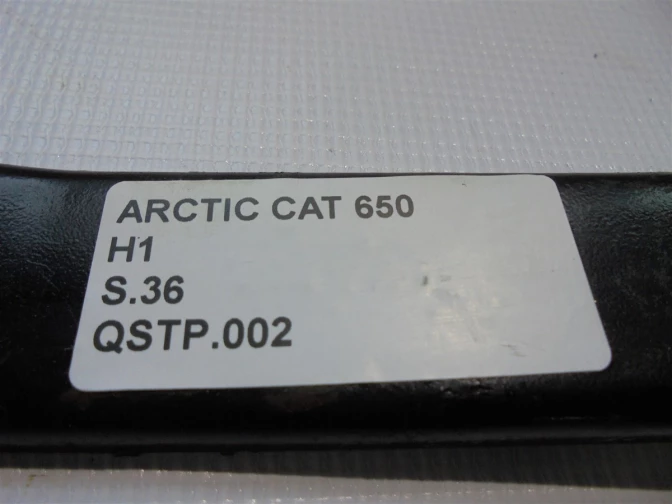 ARCTIC CAT 650
H1
S.36
QSTP.002